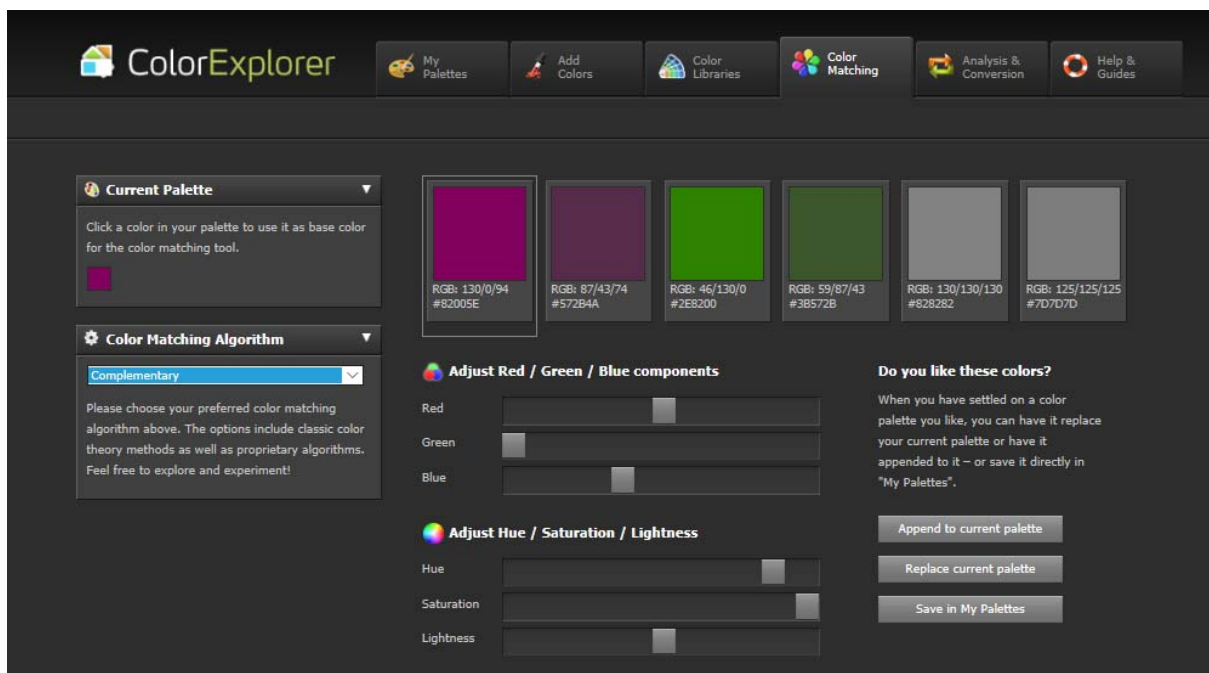 ColorExplorer
My
Palettes
Add
Colors
Color
Libraries
Color
Matching
Analysis &
Conversion
Help &
Guides
Current Palette
Click a color in your palette to use it as base color
for the color matching tool.
Color Matching Algorithm
Complementary
Please choose your preferred color matching
algorithm above. The options include classic color
theory methods as well as proprietary algorithms.
Feel free to explore and experiment!
RGB: 130/0/94
#82005E
RGB: 87/43/74
#572B4A
RGB: 46/130/0
#2E8200
RGB: 59/87/43
#3B572B
RGB: 130/130/130
#828282
RGB: 125/125/125
#7D7D7D
Adjust Red / Green / Blue components
Red
Green
Blue
Adjust Hue / Saturation / Lightness
Hue
Saturation
Lightness
Do you like these colors?
When you have settled on a color
palette you like, you can have it replace
your current palette or have it
appended to it – or save it directly in
"My Palettes".
Append to current palette
Replace current palette
Save in My Palettes